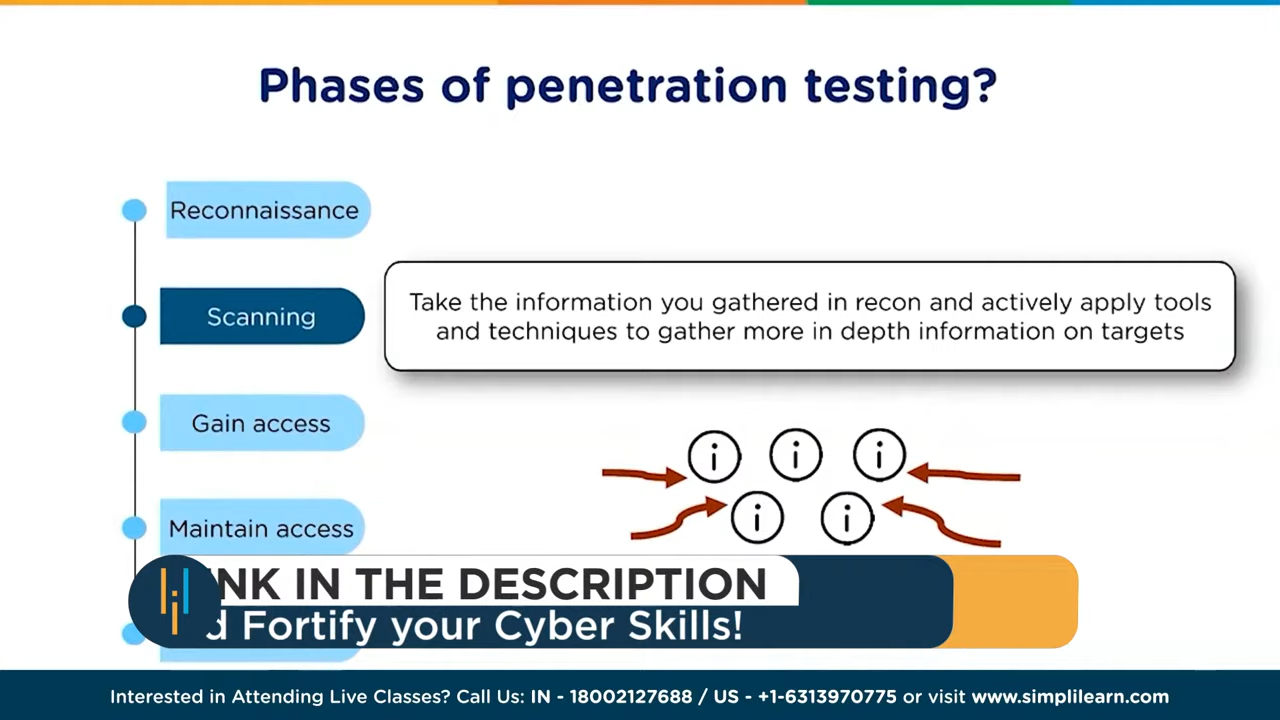 Phases of penetration testing?
Reconnaissance
Scanning
Take the information you gathered in recon and actively apply tools
and techniques to gather more in depth information on targets
Gain access
i i i
i i
Maintain access
NK IN THE DESCRIPTION
d Fortify your Cyber Skills!
Interested in Attending Live Classes? Call Us: IN - 18002127688 / US - +1-6313970775 or visit www.simplilearn.com